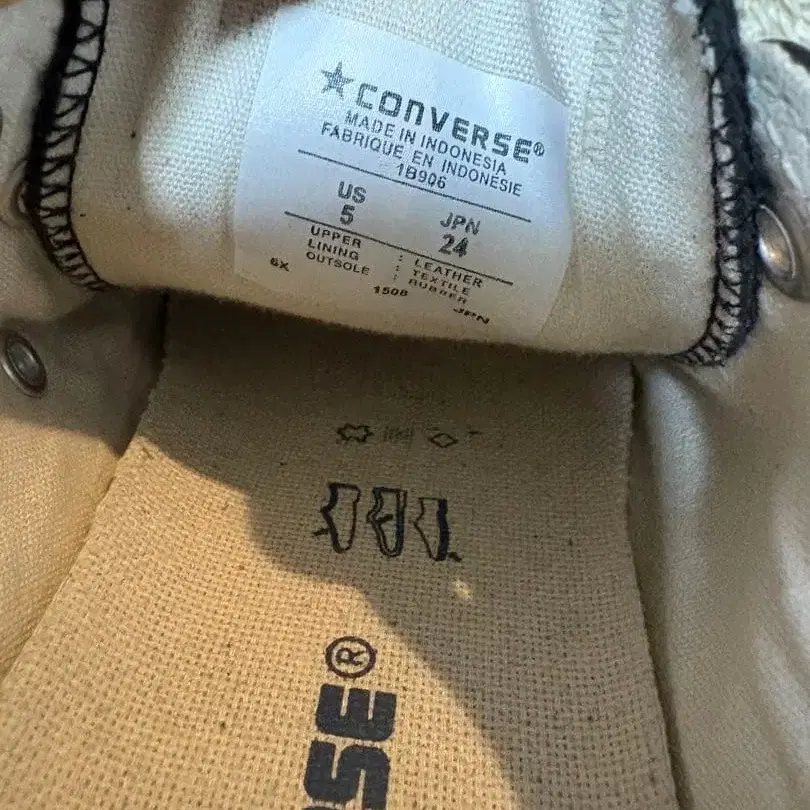 ★CONVERSE®
MADE IN INDONESIA
FABRIQUE EN INDONESIE
1B906
US JPN
5 24
UPPER : LEATHER
LINING : TEXTILE
OUTSOLE : RUBBER
6X 1508 JPN
RSE®